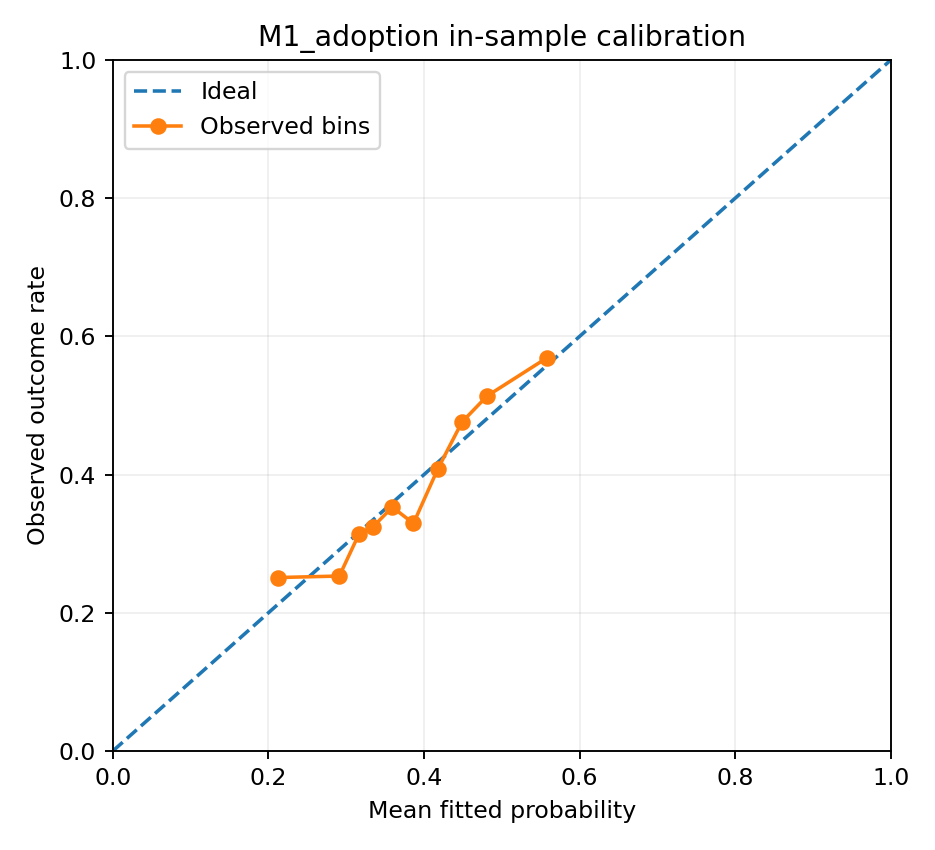 M1_adoption in-sample calibration
Ideal
Observed bins
1.0
0.8
0.6
0.4
0.2
0.0
Observed outcome rate
0.0 0.2 0.4 0.6 0.8 1.0
Mean fitted probability